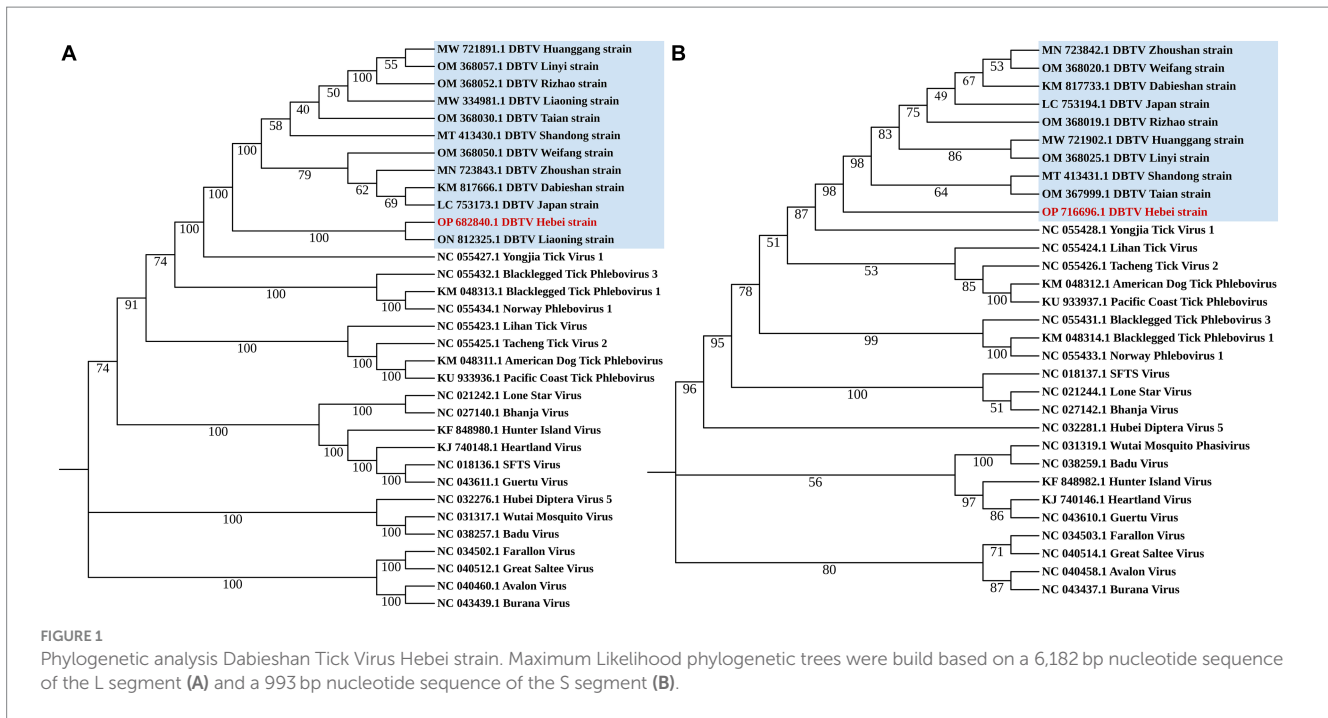 A
MW 721891.1 DBTV Huanggang strain
55
OM 368057.1 DBTV Linyi strain
100
OM 368052.1 DBTV Rizhao strain
50
MW 334981.1 DBTV Liaoning strain
40
OM 368030.1 DBTV Taian strain
58
MT 413430.1 DBTV Shandong strain
100
OM 368050.1 DBTV Weifang strain
79
MN 723843.1 DBTV Zhoushan strain
62
KM 817666.1 DBTV Dabieshan strain
69
LC 753173.1 DBTV Japan strain
100
OP 682840.1 DBTV Hebei strain
100
ON 812325.1 DBTV Liaoning strain
100
NC 055427.1 Yongjia Tick Virus 1
74
NC 055432.1 Blacklegged Tick Phlebovirus 3
100
KM 048313.1 Blacklegged Tick Phlebovirus 1
100
NC 055434.1 Norway Phlebovirus 1
91
NC 055423.1 Lihan Tick Virus
100
NC 055425.1 Tacheng Tick Virus 2
100
KM 048311.1 American Dog Tick Phlebovirus
100
KU 933936.1 Pacific Coast Tick Phlebovirus
74
NC 021242.1 Lone Star Virus
100
NC 027140.1 Bhanja Virus
100
KF 848980.1 Hunter Island Virus
100
KJ 740148.1 Heartland Virus
100
NC 018136.1 SFTS Virus
100
NC 043611.1 Guertu Virus
NC 032276.1 Hubei Diptera Virus 5
100
NC 031317.1 Wutai Mosquito Virus
100
NC 038257.1 Badu Virus
NC 034502.1 Farallon Virus
100
NC 040512.1 Great Saltee Virus
100
NC 040460.1 Avalon Virus
100
NC 043439.1 Burana Virus
B
MN 723842.1 DBTV Zhoushan strain
53
OM 368020.1 DBTV Weifang strain
67
KM 817733.1 DBTV Dabieshan strain
49
LC 753194.1 DBTV Japan strain
75
OM 368019.1 DBTV Rizhao strain
83
MW 721902.1 DBTV Huanggang strain
86
OM 368025.1 DBTV Linyi strain
98
MT 413431.1 DBTV Shandong strain
64
OM 367999.1 DBTV Taian strain
98
OP 716696.1 DBTV Hebei strain
87
NC 055428.1 Yongjia Tick Virus 1
51
NC 055424.1 Lihan Tick Virus
53
NC 055426.1 Tacheng Tick Virus 2
85
KM 048312.1 American Dog Tick Phlebovirus
100
KU 933937.1 Pacific Coast Tick Phlebovirus
78
NC 055431.1 Blacklegged Tick Phlebovirus 3
99
KM 048314.1 Blacklegged Tick Phlebovirus 1
100
NC 055433.1 Norway Phlebovirus 1
95
NC 018137.1 SFTS Virus
100
NC 021244.1 Lone Star Virus
51
NC 027142.1 Bhanja Virus
96
NC 032281.1 Hubei Diptera Virus 5
NC 031319.1 Wutai Mosquito Phasivirus
100
NC 038259.1 Badu Virus
56
KF 848982.1 Hunter Island Virus
97
KJ 740146.1 Heartland Virus
86
NC 043610.1 Guertu Virus
NC 034503.1 Farallon Virus
71
NC 040514.1 Great Saltee Virus
80
NC 040458.1 Avalon Virus
87
NC 043437.1 Burana Virus
FIGURE 1
Phylogenetic analysis Dabieshan Tick Virus Hebei strain. Maximum Likelihood phylogenetic trees were build based on a 6,182 bp nucleotide sequence
of the L segment (A) and a 993 bp nucleotide sequence of the S segment (B).